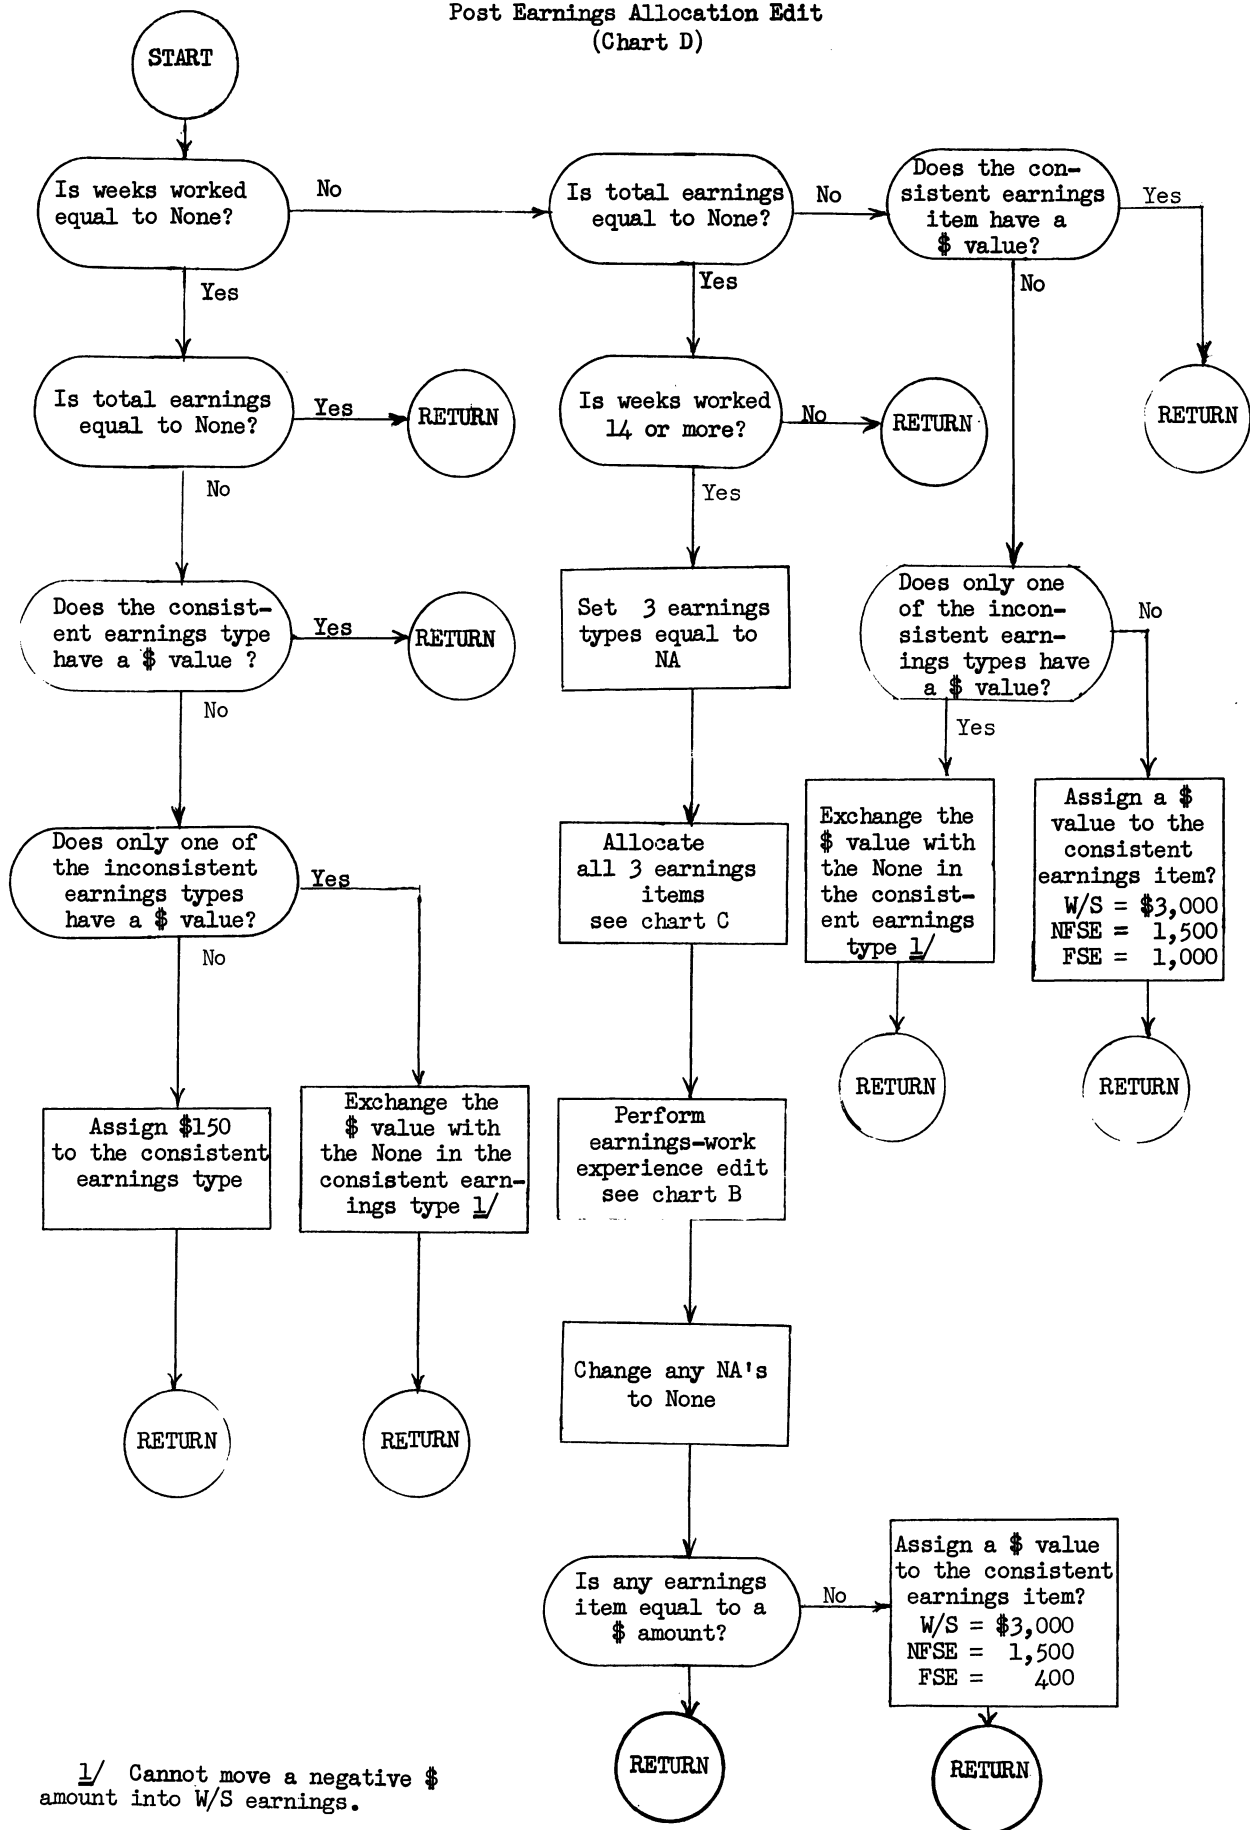 Post Earnings Allocation Edit
(Chart D)
START
Is weeks worked
equal to None?
No
Yes
Is total earnings
equal to None?
No
Yes
Does the con-
sistent earnings
item have a
$ value?
Yes
No
RETURN
Is total earnings
equal to None?
Yes
RETURN
No
Is weeks worked
14 or more?
No
RETURN
Yes
Does the consist-
ent earnings type
have a $ value ?
Yes
RETURN
No
Set 3 earnings
types equal to
NA
Does only one
of the incon-
sistent earn-
ings types have
a $ value?
No
Yes
Does only one of
the inconsistent
earnings types
have a $ value?
Yes
No
Allocate
all 3 earnings
items
see chart C
Exchange the
$ value with
the None in
the consist-
ent earnings
type 1/
Assign a $
value to the
consistent
earnings item?
W/S = $3,000
NFSE = 1,500
FSE = 1,000
RETURN
RETURN
Assign $150
to the consistent
earnings type
Exchange the
$ value with
the None in the
consistent earn-
ings type 1/
Perform
earnings-work
experience edit
see chart B
RETURN
RETURN
Change any NA's
to None
Is any earnings
item equal to a
$ amount?
No
Assign a $ value
to the consistent
earnings item?
W/S = $3,000
NFSE = 1,500
FSE = 400
RETURN
RETURN
1/ Cannot move a negative $
amount into W/S earnings.